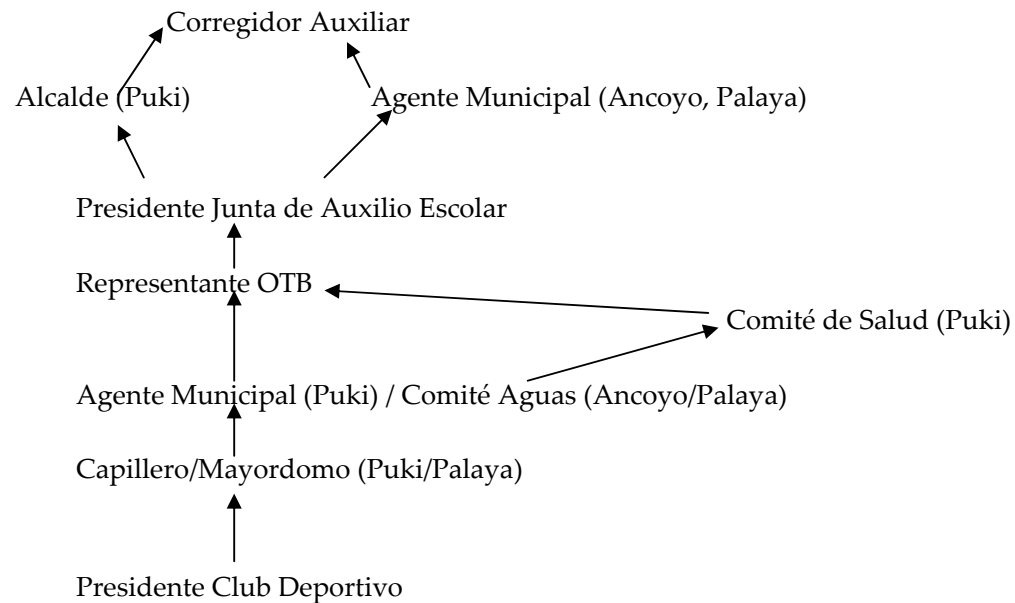 Corregidor Auxiliar
Alcalde (Puki)
Agente Municipal (Ancoyo, Palaya)
Presidente Junta de Auxilio Escolar
Representante OTB
Comité de Salud (Puki)
Agente Municipal (Puki) / Comité Aguas (Ancoyo/Palaya)
Capillero/Mayordomo (Puki/Palaya)
Presidente Club Deportivo